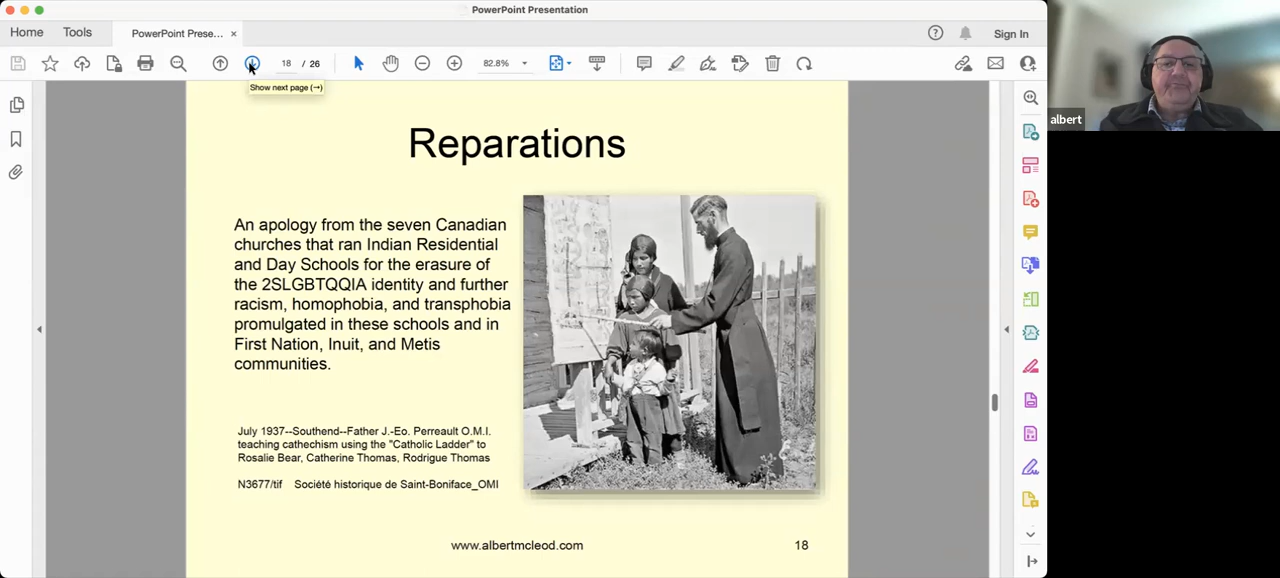 PowerPoint Presentation
Home
Tools
PowerPoint Prese... ×
Sign In
18 / 26
82.8%
Show next page (→)
albert
Reparations
An apology from the seven Canadian
churches that ran Indian Residential
and Day Schools for the erasure of
the 2SLGBTQQIA identity and further
racism, homophobia, and transphobia
promulgated in these schools and in
First Nation, Inuit, and Metis
communities.
July 1937--Southend--Father J.-Eo. Perreault O.M.I.
teaching cathechism using the "Catholic Ladder" to
Rosalie Bear, Catherine Thomas, Rodrigue Thomas
N3677/tif Société historique de Saint-Boniface_OMI
www.albertmcleod.com
18